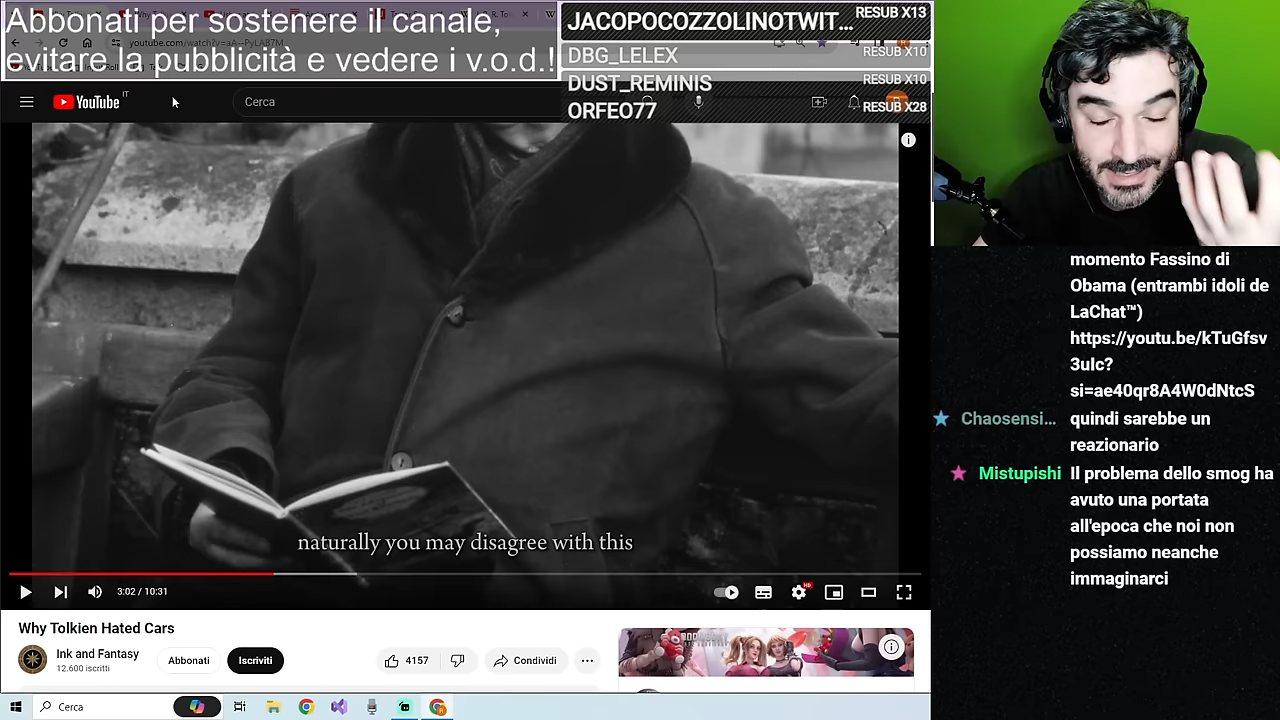 Abbonati per sostenere il canale,
evitare la pubblicità e vedere i v.o.d.!
JACOPOCOZZOLINOTWIT... RESUB X13
DBG_LELEX RESUB X10
DUST_REMINIS RESUB X10
ORFEO77 RESUB X28
YouTube IT
Cerca
naturally you may disagree with this
3:02 / 10:31
HD
Why Tolkien Hated Cars
Ink and Fantasy
12.600 iscritti
Abbonati
Iscriviti
4157
Condividi
Cerca
momento Fassino di
Obama (entrambi idoli de
LaChat™)
https://youtu.be/kTuGfsv
3uIc?
si=ae40qr8A4W0dNtcS
Chaosensi... quindi sarebbe un
reazionario
Mistupishi Il problema dello smog ha
avuto una portata
all'epoca che noi non
possiamo neanche
immaginarci